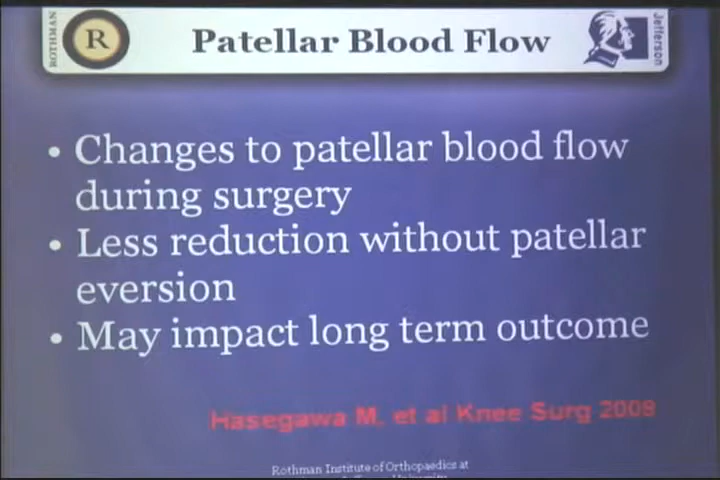 ROTHMAN
R
Patellar Blood Flow
Jefferson
• Changes to patellar blood flow
during surgery
• Less reduction without patellar
eversion
• May impact long term outcome
Hasegawa M. et al Knee Surg 2009
Rothman Institute of Orthopaedics at
University